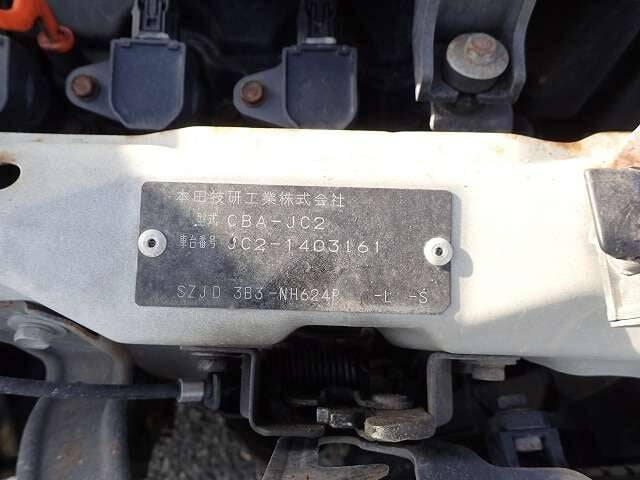 本田技研工業株式会社
型式 CBA-JC2
車台番号 JC2-1403161
SZJD 3B3-NH624P -L -S